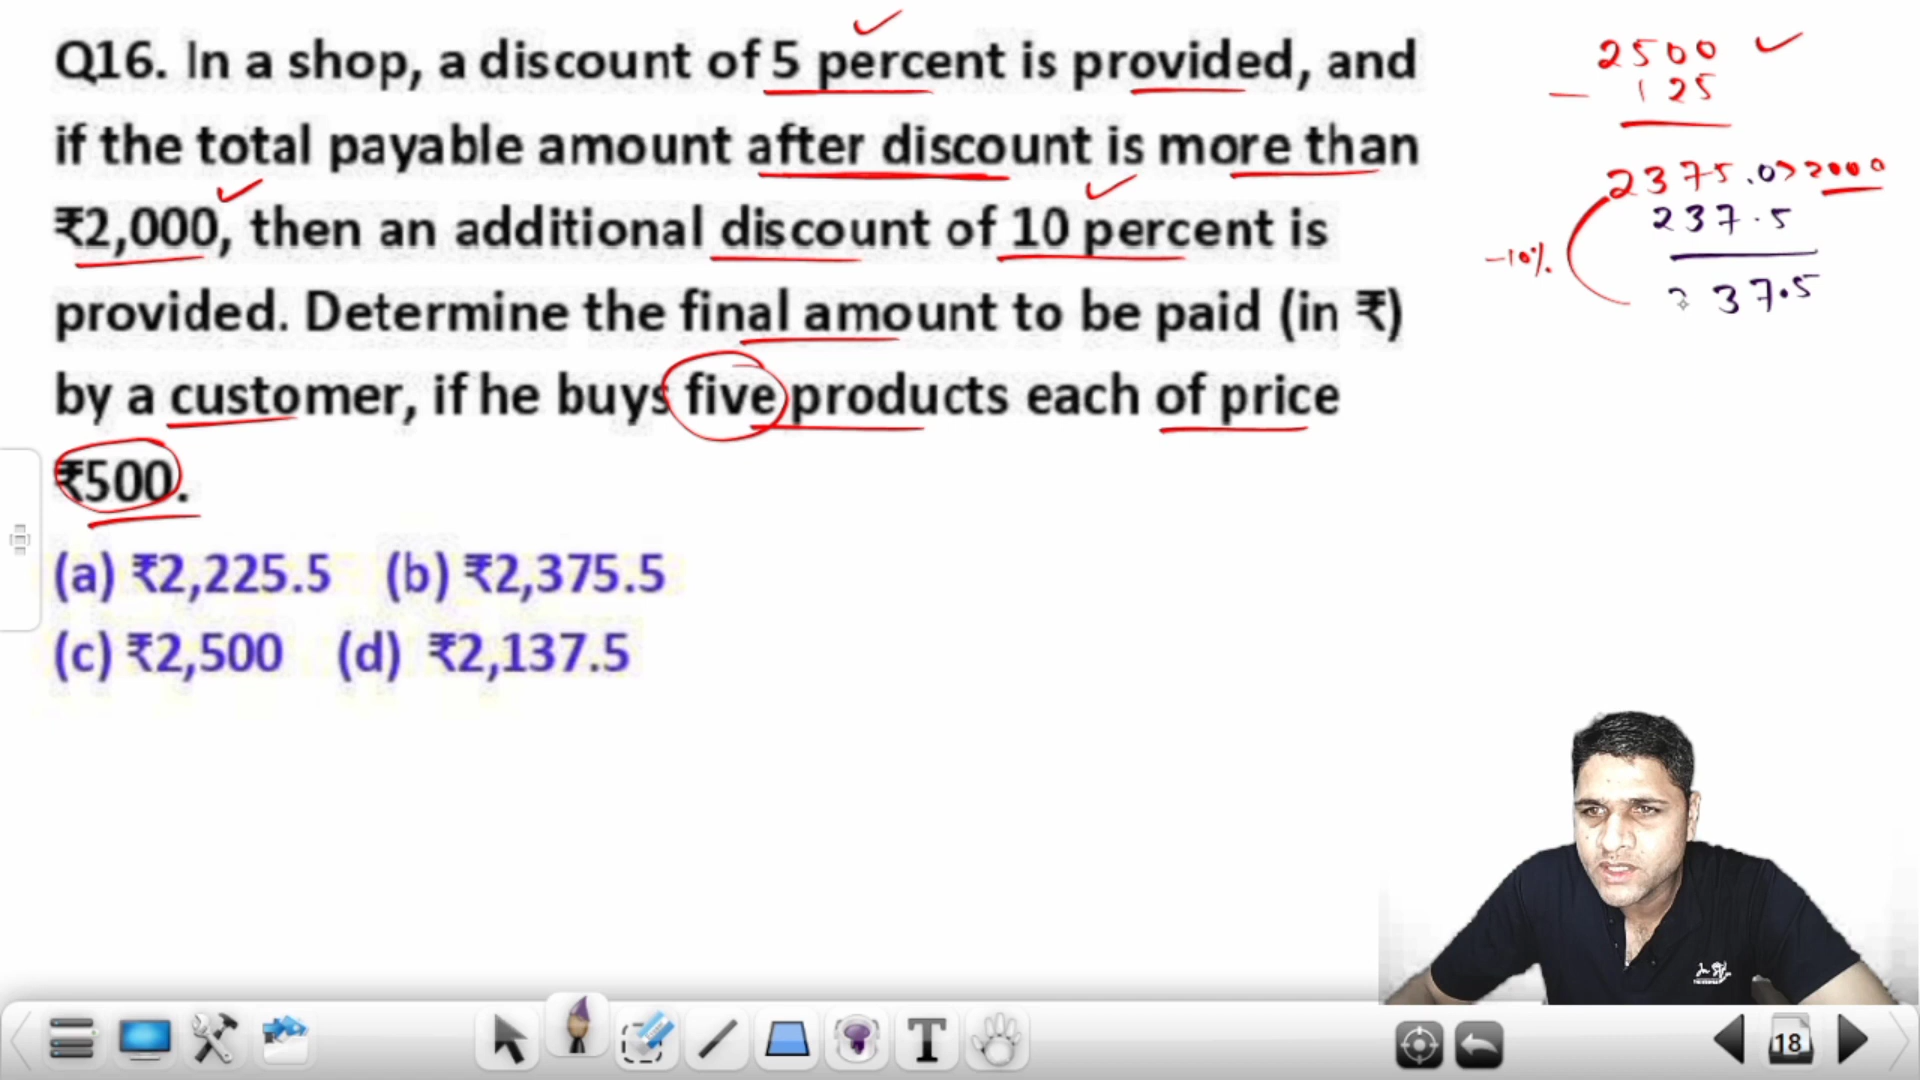 Q16. In a shop, a discount of 5 percent is provided, and
if the total payable amount after discount is more than
₹2,000, then an additional discount of 10 percent is
provided. Determine the final amount to be paid (in ₹)
by a customer, if he buys five products each of price
₹500.
(a) ₹2,225.5 (b) ₹2,375.5
(c) ₹2,500 (d) ₹2,137.5
2500
- 125
2375.0>2000
237.5
-10%
37.5
T
18